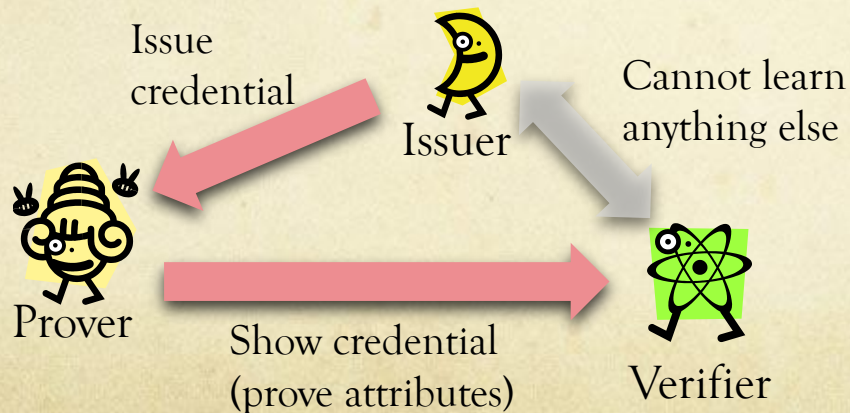 Issue
credential
Issuer
Cannot learn
anything else
Prover
Show credential
(prove attributes)
Verifier